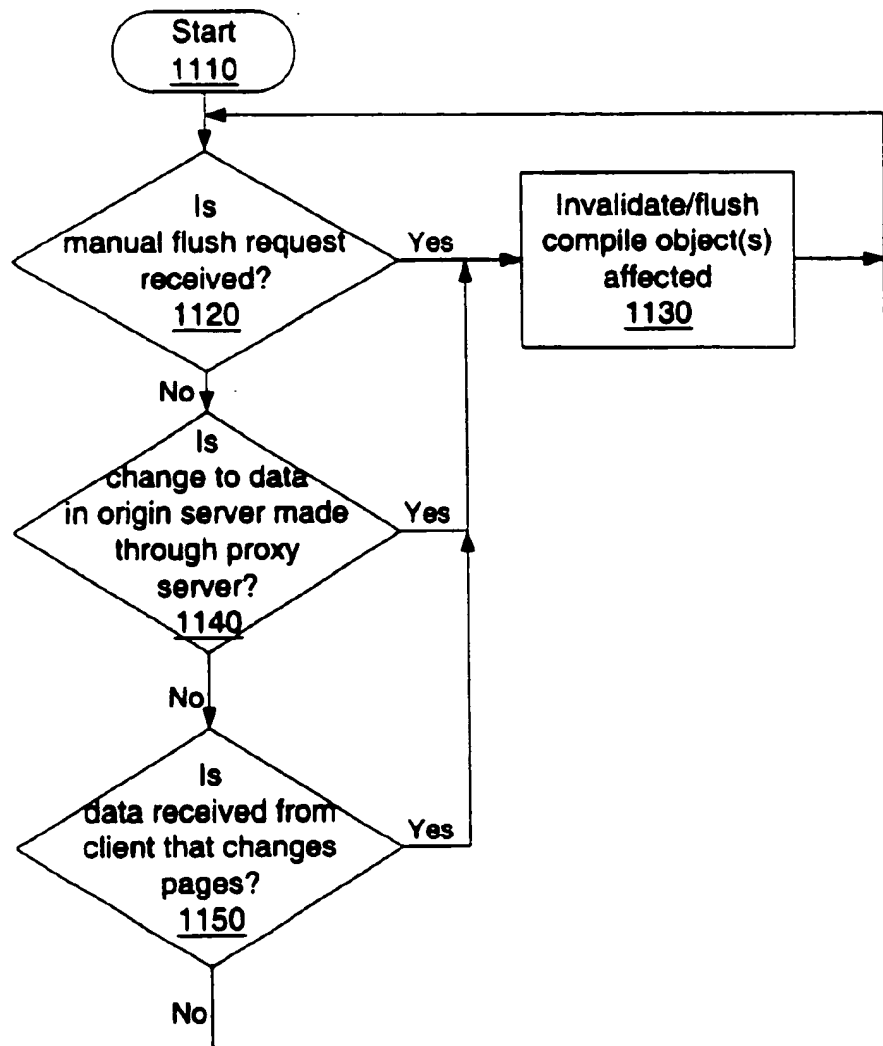 Start
1110
Is
manual flush request
received?
1120
Yes
Invalidate/flush
compile object(s)
affected
1130
No
Is
change to data
in origin server made
through proxy
server?
1140
Yes
No
Is
data received from
client that changes
pages?
1150
Yes
No